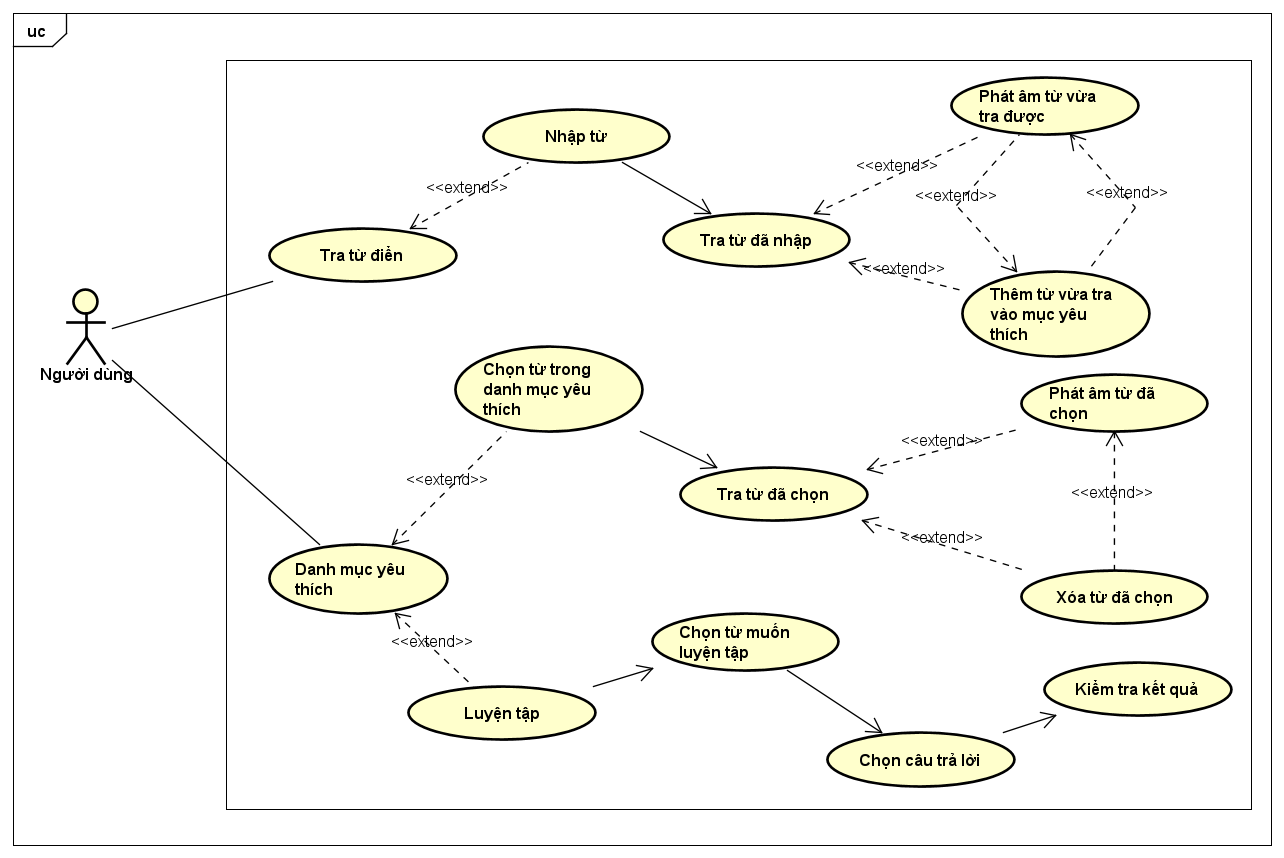 uc
Phát âm từ vừa
tra được
Nhập từ
<<extend>>
<<extend>>
<<extend>>
<<extend>>
Tra từ điển
Tra từ đã nhập
<<extend>>
Thêm từ vừa tra
vào mục yêu
thích
Người dùng
Chọn từ trong
danh mục yêu
thích
Phát âm từ đã
chọn
<<extend>>
<<extend>>
Tra từ đã chọn
<<extend>>
<<extend>>
Danh mục yêu
thích
Xóa từ đã chọn
<<extend>>
Chọn từ muốn
luyện tập
Luyện tập
Kiểm tra kết quả
Chọn câu trả lời